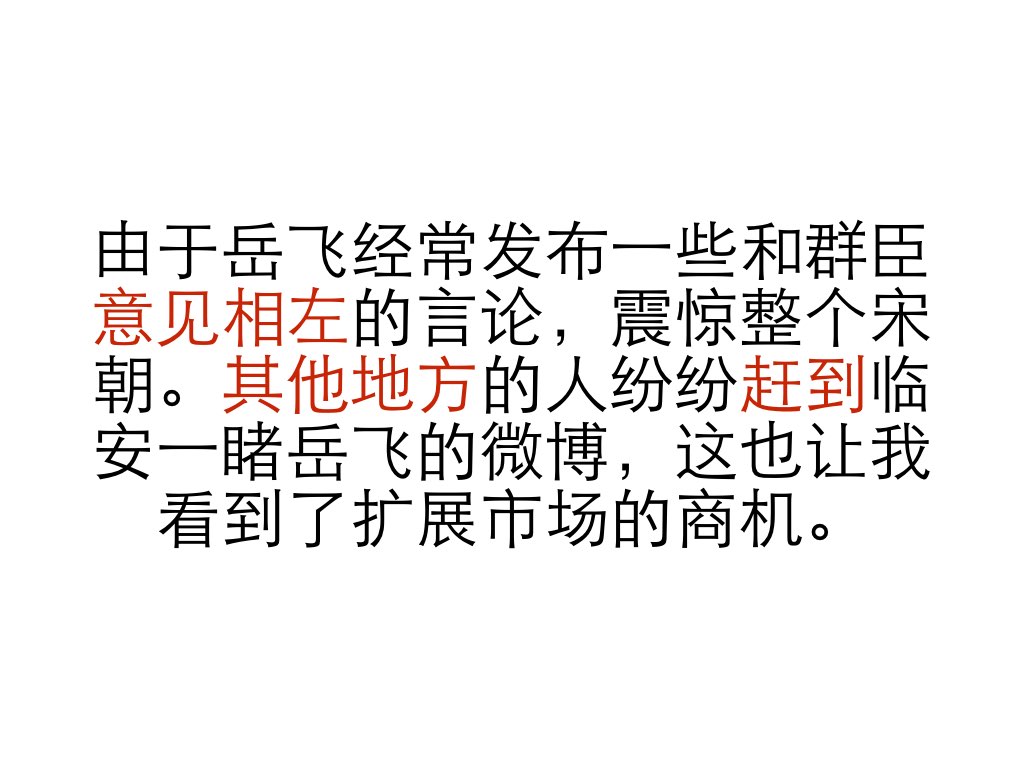 由于岳飞经常发布一些和群臣
意见相左的言论，震惊整个宋
朝。其他地方的人纷纷赶到临
安一睹岳飞的微博，这也让我
看到了扩展市场的商机。